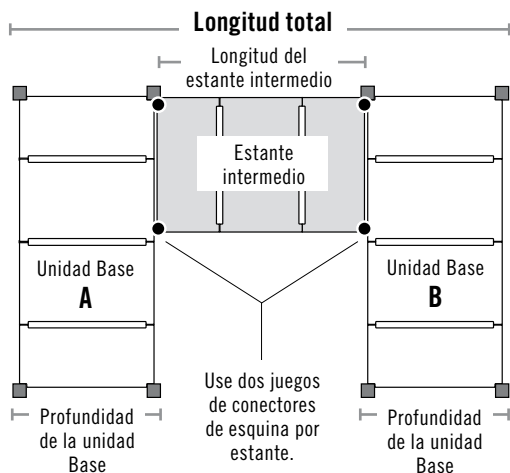 Longitud total
Longitud del
estante intermedio
Estante
intermedio
Unidad Base
A
Unidad Base
B
Use dos juegos
de conectores
de esquina por
estante.
Profundidad
de la unidad
Base
Profundidad
de la unidad
Base